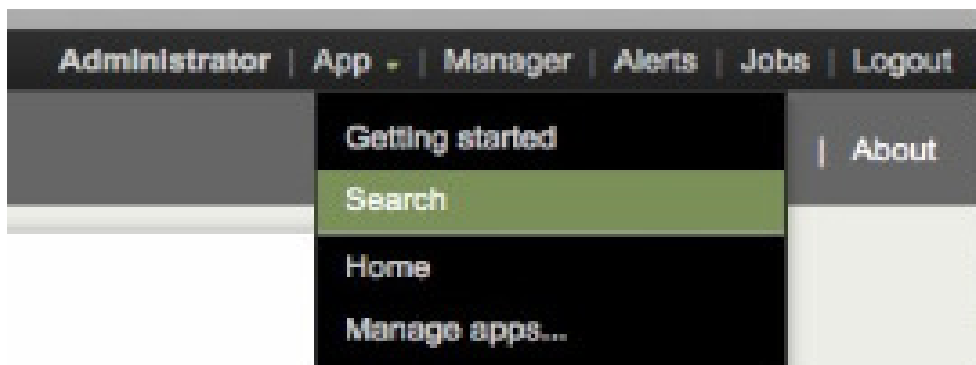 Administrator | App | Manager | Alerts | Jobs | Logout
Getting started
| About
Search
Home
Manage apps...